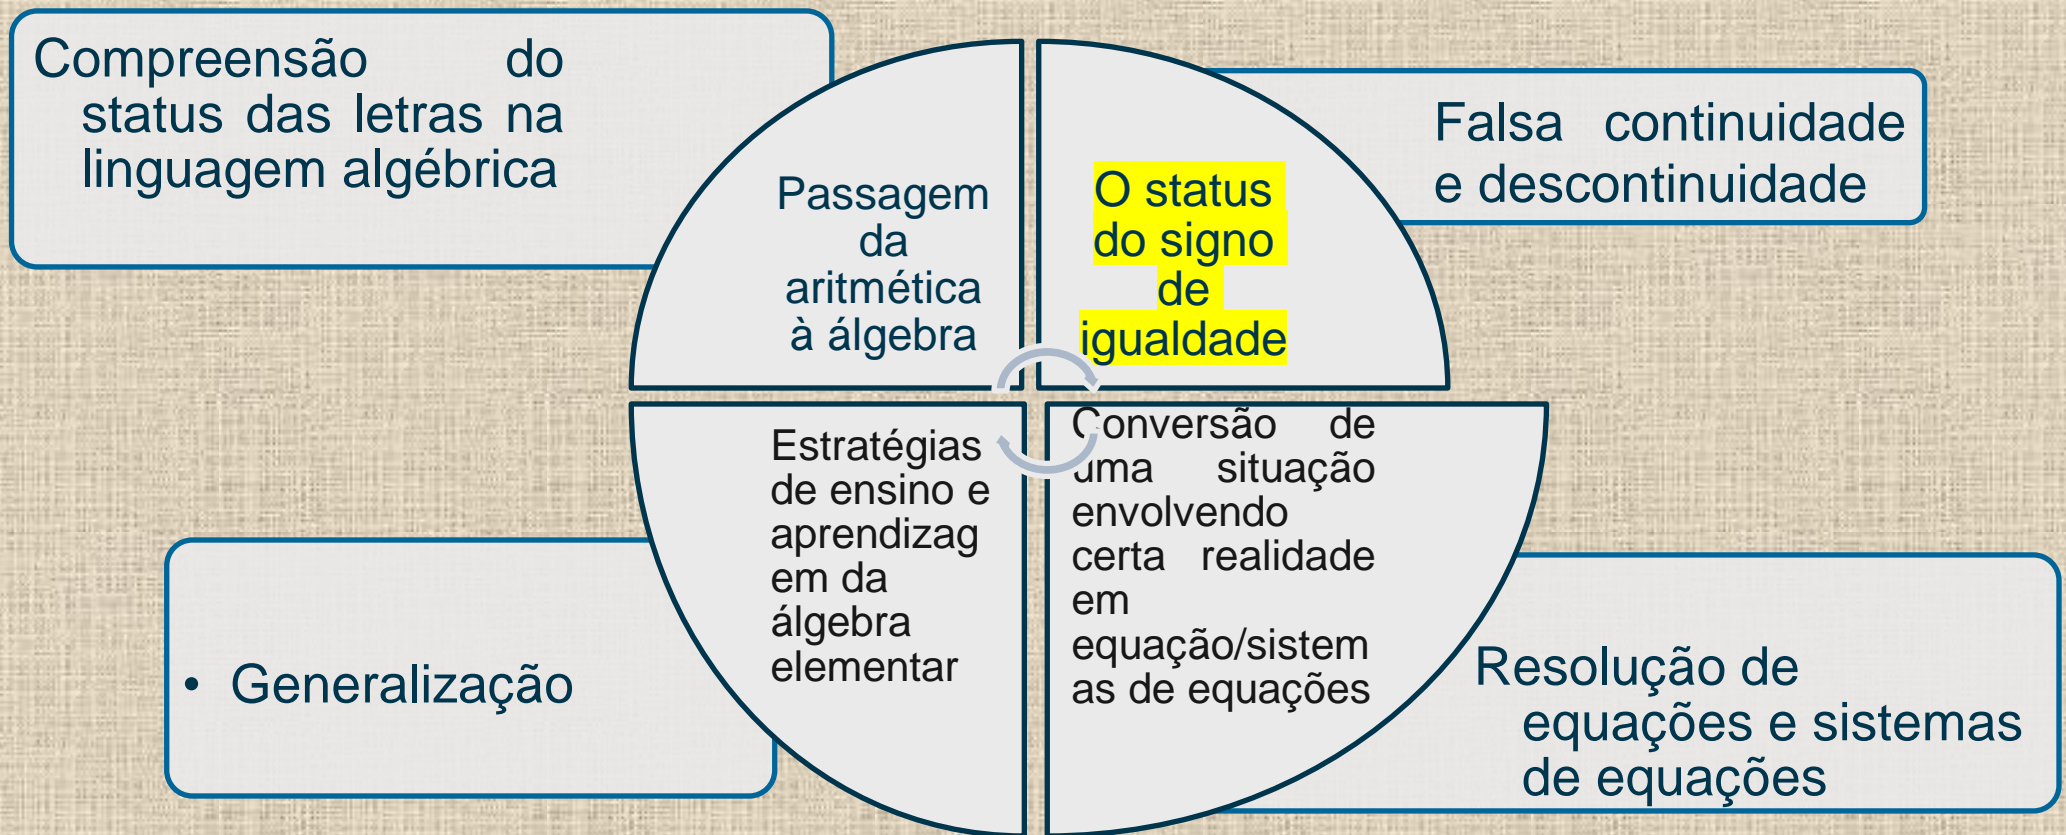 Compreensão do
status das letras na
linguagem algébrica
Passagem
da
aritmética
à álgebra
O status
do signo
de
igualdade
Falsa continuidade
e descontinuidade
• Generalização
Estratégias
de ensino e
aprendizag
em da
álgebra
elementar
Conversão de
uma situação
envolvendo
certa realidade
em
equação/sistem
as de equações
Resolução de
equações e sistemas
de equações